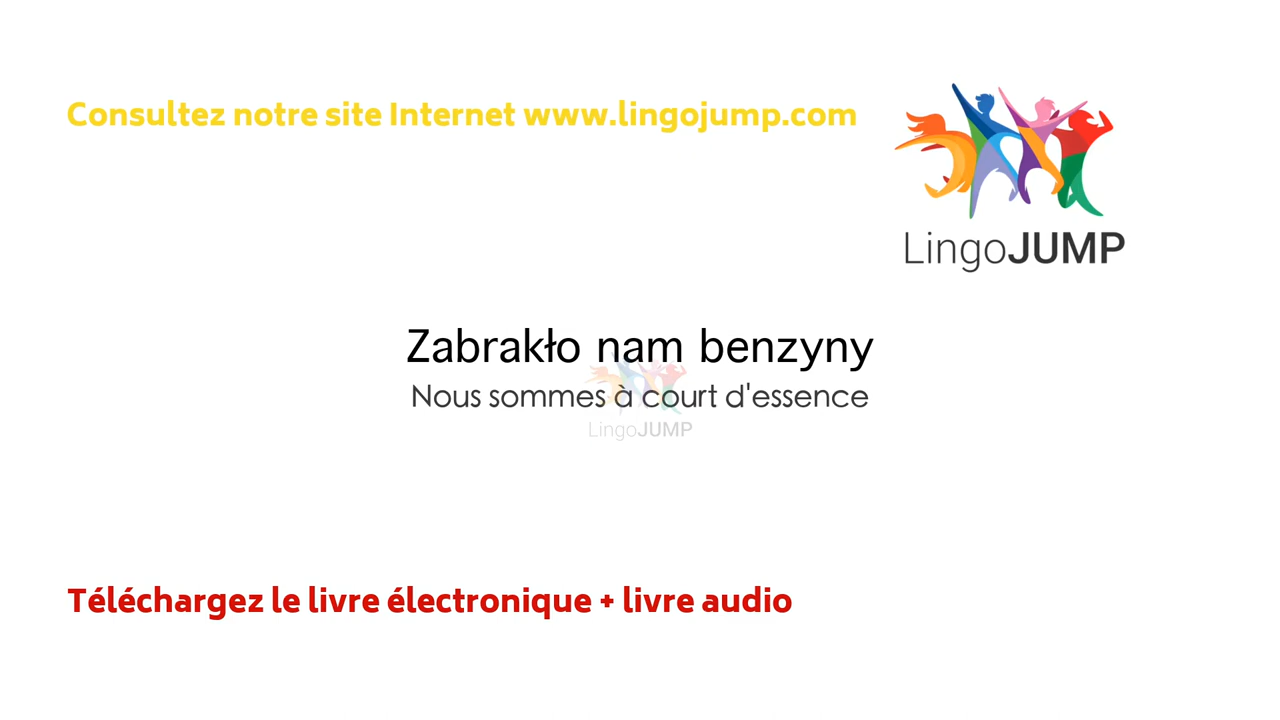 Consultez notre site Internet www.lingojump.com
LingoJUMP
Zabrakło nam benzyny
Nous sommes à court d'essence
LingoJUMP
Téléchargez le livre électronique + livre audio